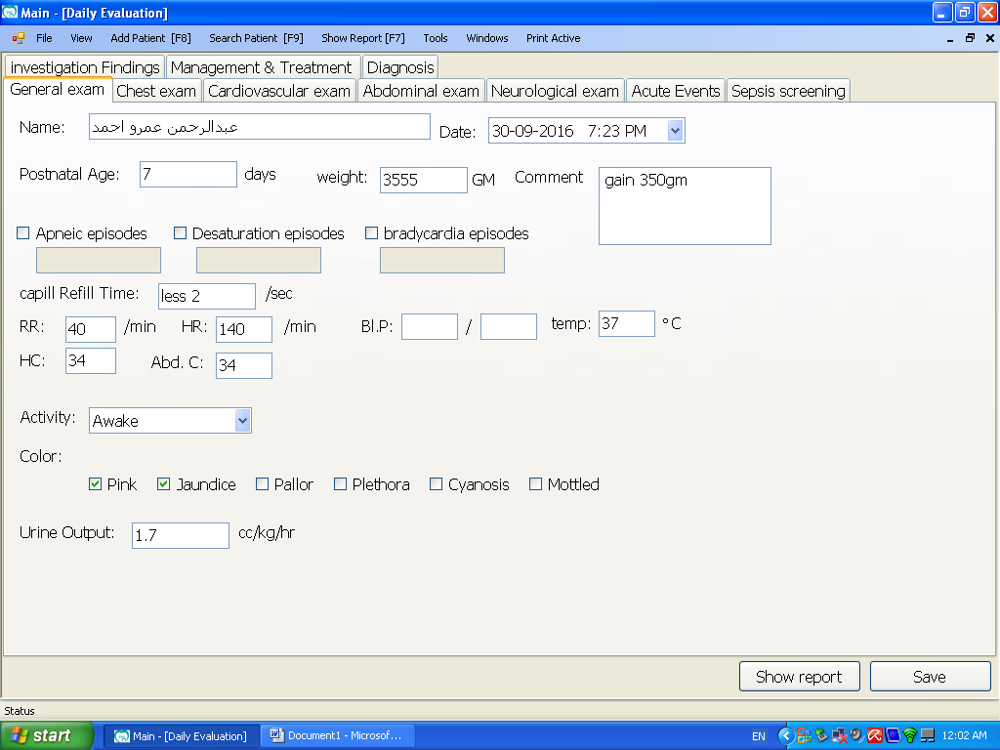 Main - [Daily Evaluation]
File View Add Patient [F8] Search Patient [F9] Show Report [F7] Tools Windows Print Active
investigation Findings Management & Treatment Diagnosis
General exam Chest exam Cardiovascular exam Abdominal exam Neurological exam Acute Events Sepsis screening
Name: عبدالرحمن عمرو احمد Date: 30-09-2016 7:23 PM
Postnatal Age: 7 days weight: 3555 GM Comment gain 350gm
Apneic episodes Desaturation episodes bradycardia episodes
capill Refill Time: less 2 /sec
RR: 40 /min HR: 140 /min Bl.P: / temp: 37 °C
HC: 34 Abd. C: 34
Activity: Awake
Color:
Pink Jaundice Pallor Plethora Cyanosis Mottled
Urine Output: 1.7 cc/kg/hr
Show report Save
Status
start Main - [Daily Evaluation] Document1 - Microsof... EN 12:02 AM